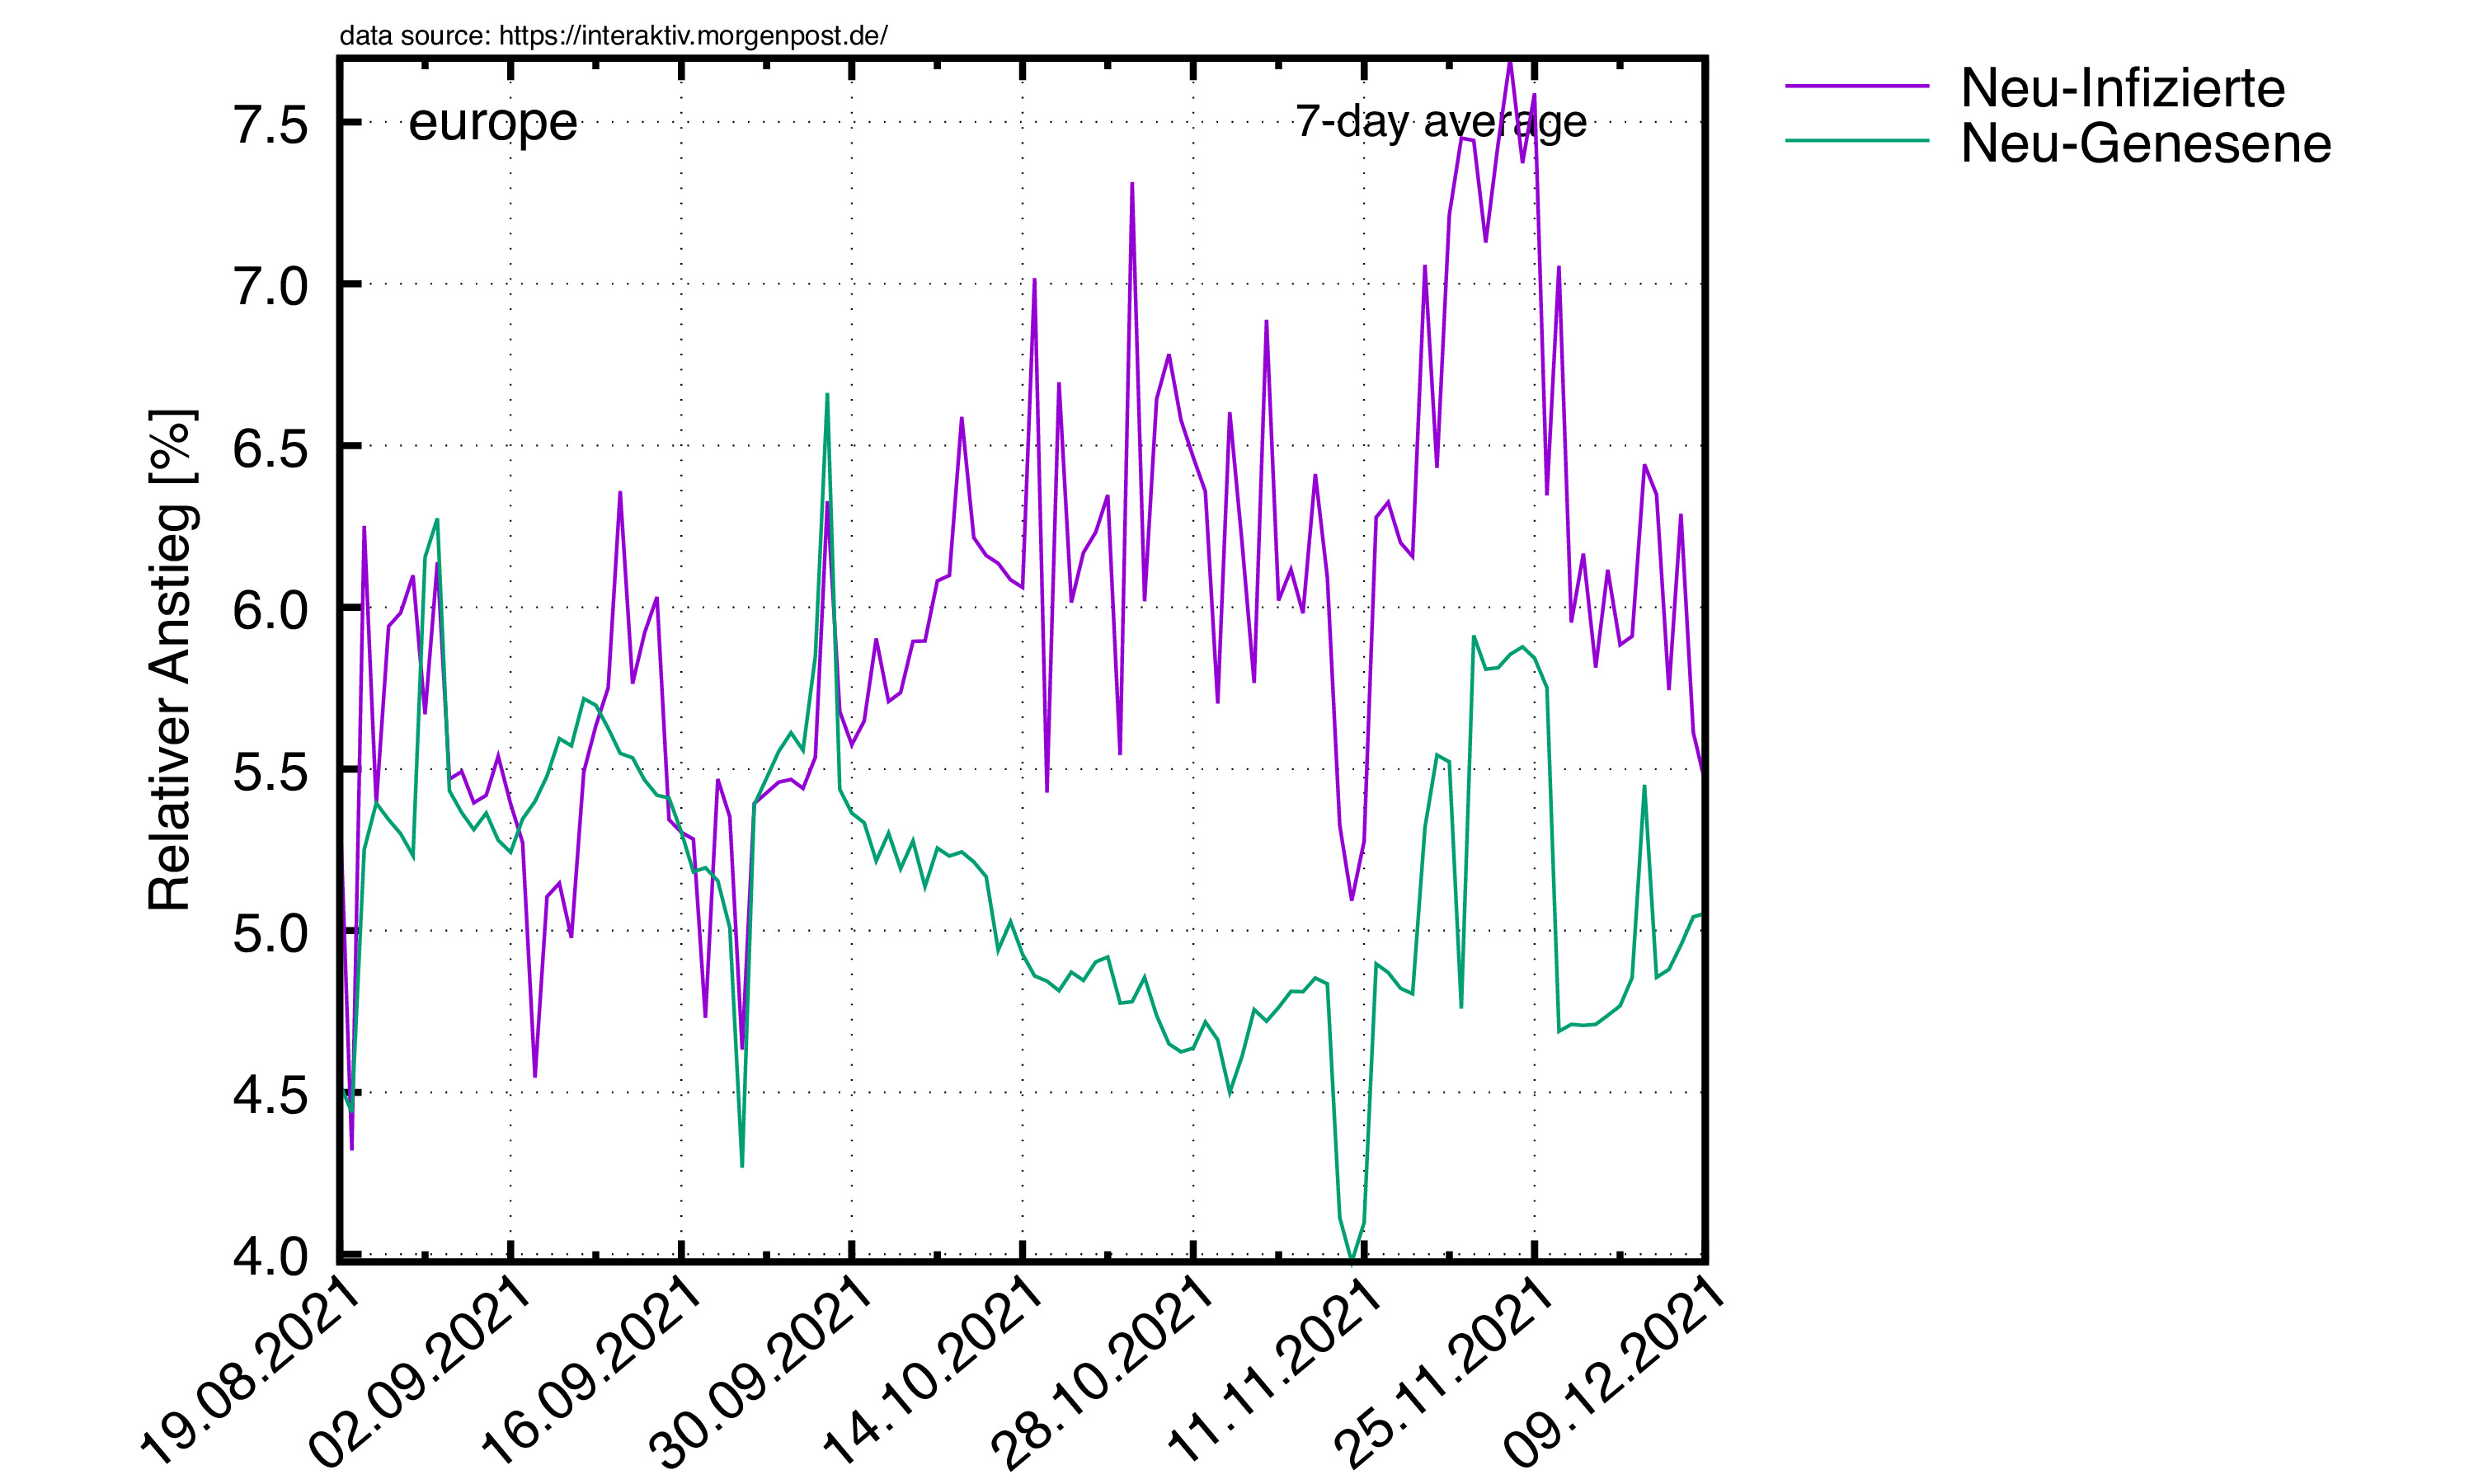 data source: https://interaktiv.morgenpost.de/
europe
7-day average
Neu-Infizierte
Neu-Genesene
Relativer Anstieg [%]
7.5
7.0
6.5
6.0
5.5
5.0
4.5
4.0
19.08.2021
02.09.2021
16.09.2021
30.09.2021
14.10.2021
28.10.2021
11.11.2021
25.11.2021
09.12.2021